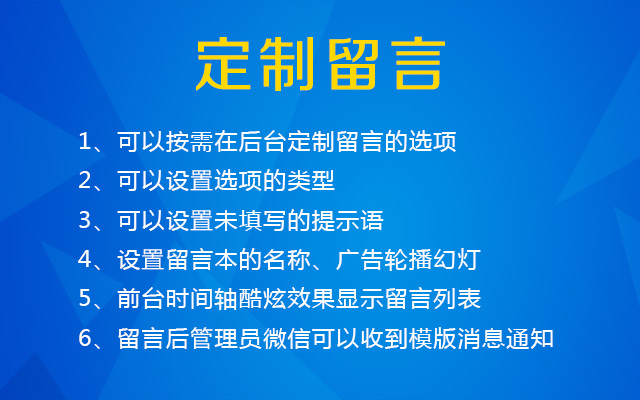 定制留言
1、可以按需在后台定制留言的选项
2、可以设置选项的类型
3、可以设置未填写的提示语
4、设置留言本的名称、广告轮播幻灯
5、前台时间轴酷炫效果显示留言列表
6、留言后管理员微信可以收到模版消息通知